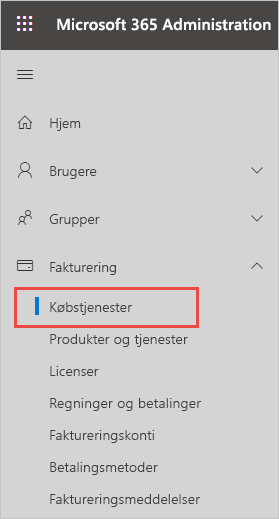 Microsoft 365 Administration
Hjem
Brugere
Grupper
Fakturering
Købstjenester
Produkter og tjenester
Licenser
Regninger og betalinger
Faktureringskonti
Betalingsmetoder
Faktureringsmeddelelser